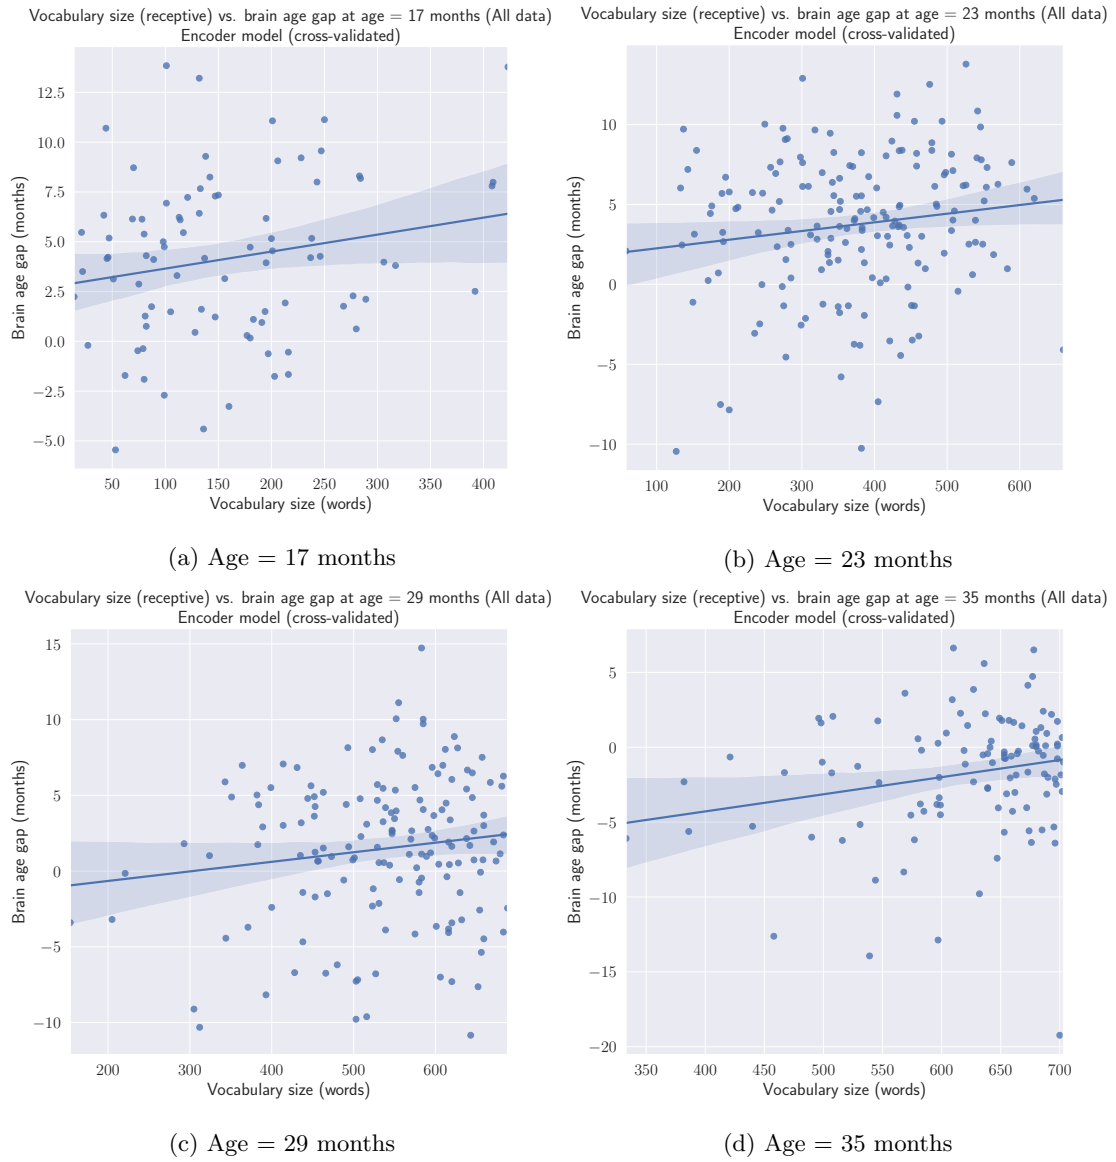 Vocabulary size (receptive) vs. brain age gap at age = 17 months (All data)
Encoder model (cross-validated)
12.5
10.0
7.5
5.0
2.5
0.0
−2.5
−5.0
Brain age gap (months)
50 100 150 200 250 300 350 400
Vocabulary size (words)
(a) Age = 17 months
Vocabulary size (receptive) vs. brain age gap at age = 23 months (All data)
Encoder model (cross-validated)
10
5
0
−5
−10
Brain age gap (months)
100 200 300 400 500 600
Vocabulary size (words)
(b) Age = 23 months
Vocabulary size (receptive) vs. brain age gap at age = 29 months (All data)
Encoder model (cross-validated)
15
10
5
0
−5
−10
Brain age gap (months)
200 300 400 500 600
Vocabulary size (words)
(c) Age = 29 months
Vocabulary size (receptive) vs. brain age gap at age = 35 months (All data)
Encoder model (cross-validated)
5
0
−5
−10
−15
−20
Brain age gap (months)
350 400 450 500 550 600 650 700
Vocabulary size (words)
(d) Age = 35 months